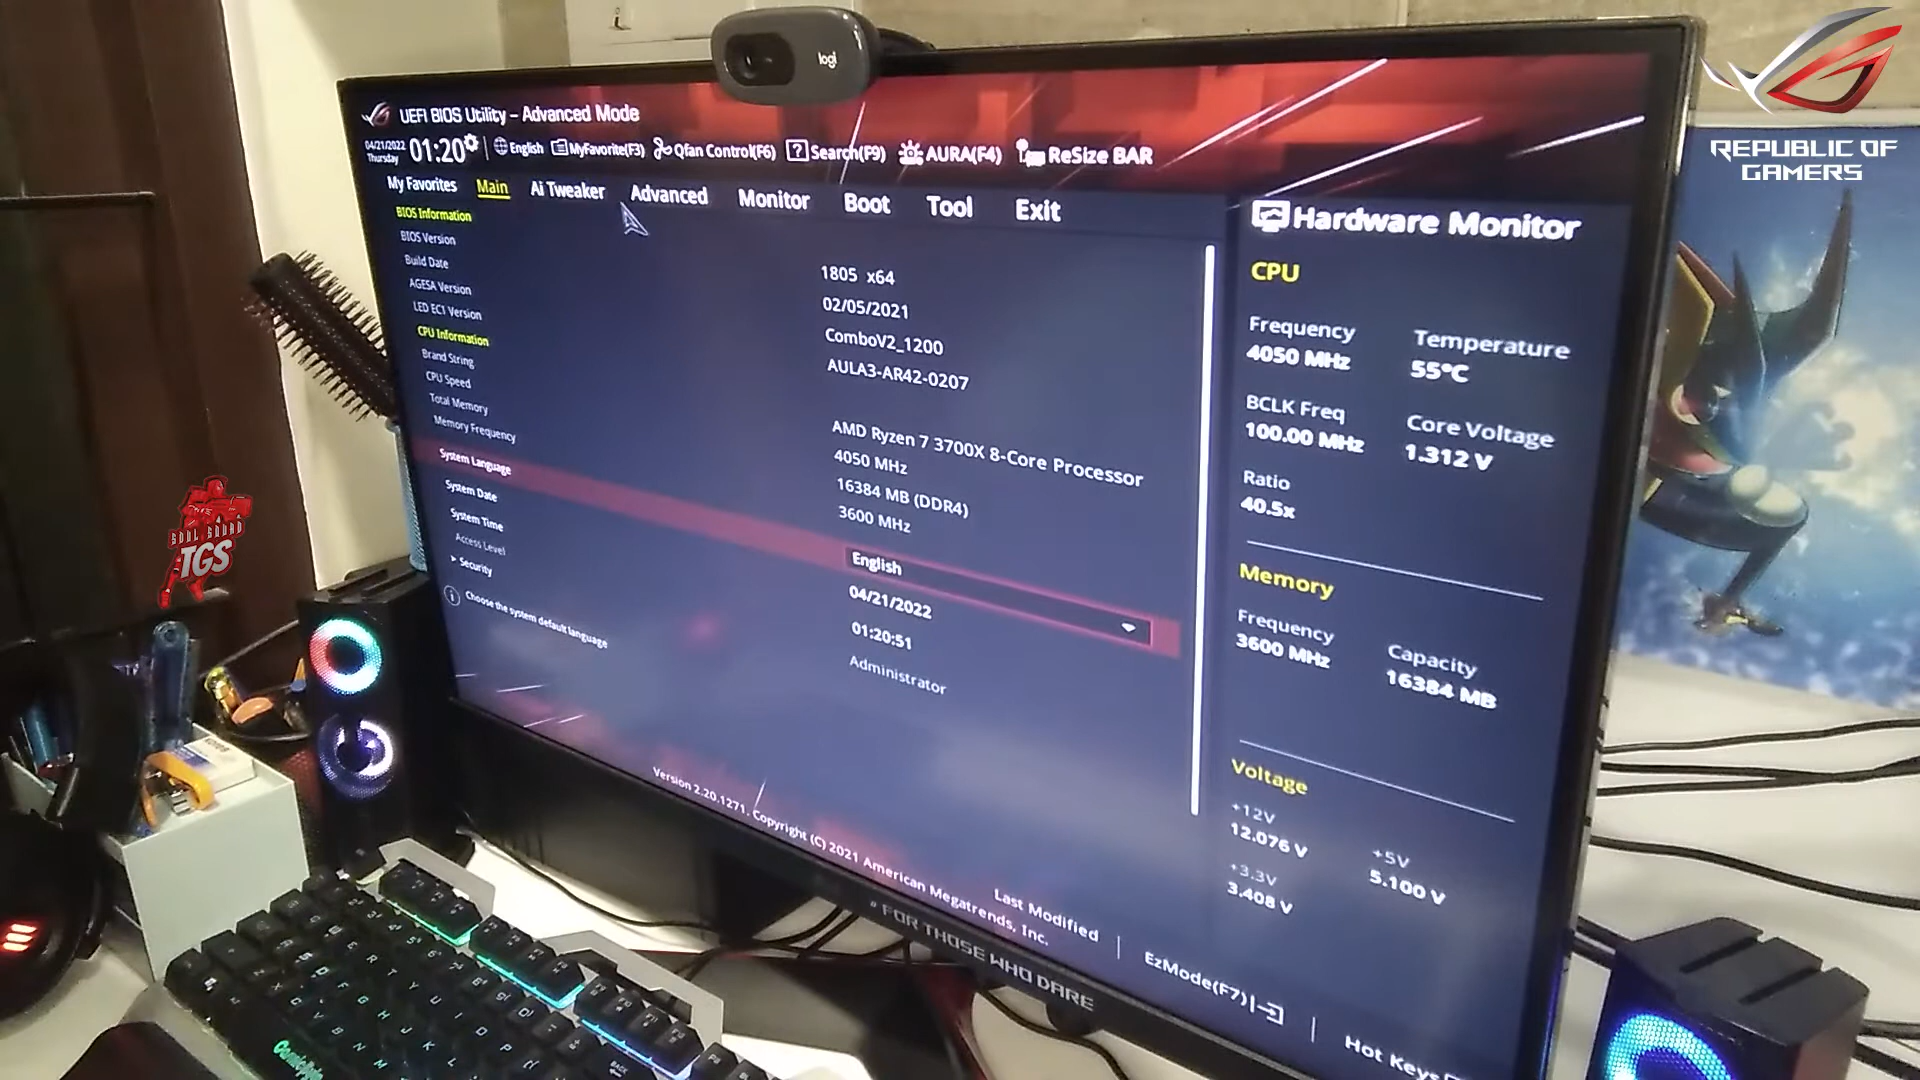 logi
REPUBLIC OF
GAMERS
UEFI BIOS Utility – Advanced Mode
04/21/2022
Thursday
01:20
English
MyFavorite(F3)
Qfan Control(F6)
? Search(F9)
AURA(F4)
ReSize BAR
My Favorites
Main
Ai Tweaker
Advanced
Monitor
Boot
Tool
Exit
BIOS Information
BIOS Version
1805 x64
Build Date
02/05/2021
AGESA Version
ComboV2_1200
LED EC1 Version
AULA3-AR42-0207
CPU Information
Brand String
AMD Ryzen 7 3700X 8-Core Processor
CPU Speed
4050 MHz
Total Memory
16384 MB (DDR4)
Memory Frequency
3600 MHz
System Language
English
System Date
04/21/2022
System Time
01:20:51
Access Level
Administrator
Security
i Choose the system default language
Hardware Monitor
CPU
Frequency
4050 MHz
Temperature
55°C
BCLK Freq
100.00 MHz
Core Voltage
1.312 V
Ratio
40.5x
Memory
Frequency
3600 MHz
Capacity
16384 MB
Voltage
+12V
12.076 V
+5V
5.100 V
+3.3V
3.408 V
Version 2.20.1271. Copyright (C) 2021 American Megatrends, Inc.
Last Modified
EzMode(F7)
Hot Keys
FOR THOSE WHO DARE
SOUL SQUAD
TGS